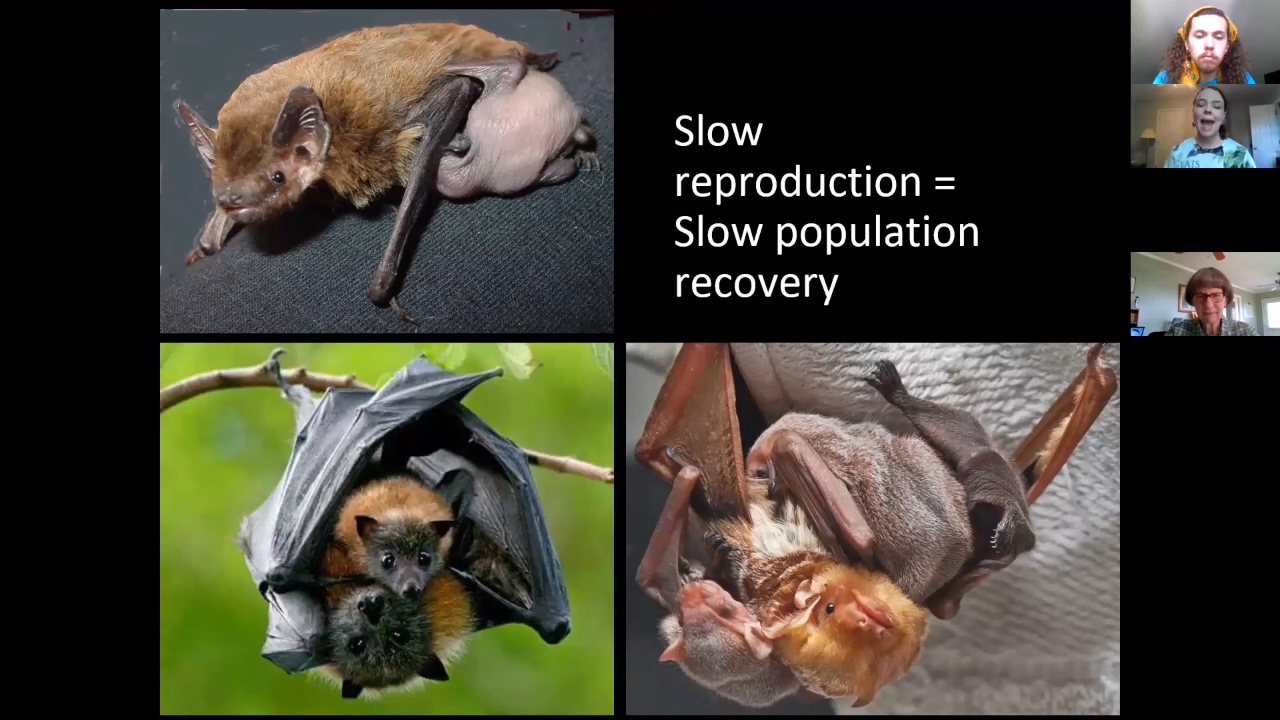 Slow
reproduction =
Slow population
recovery